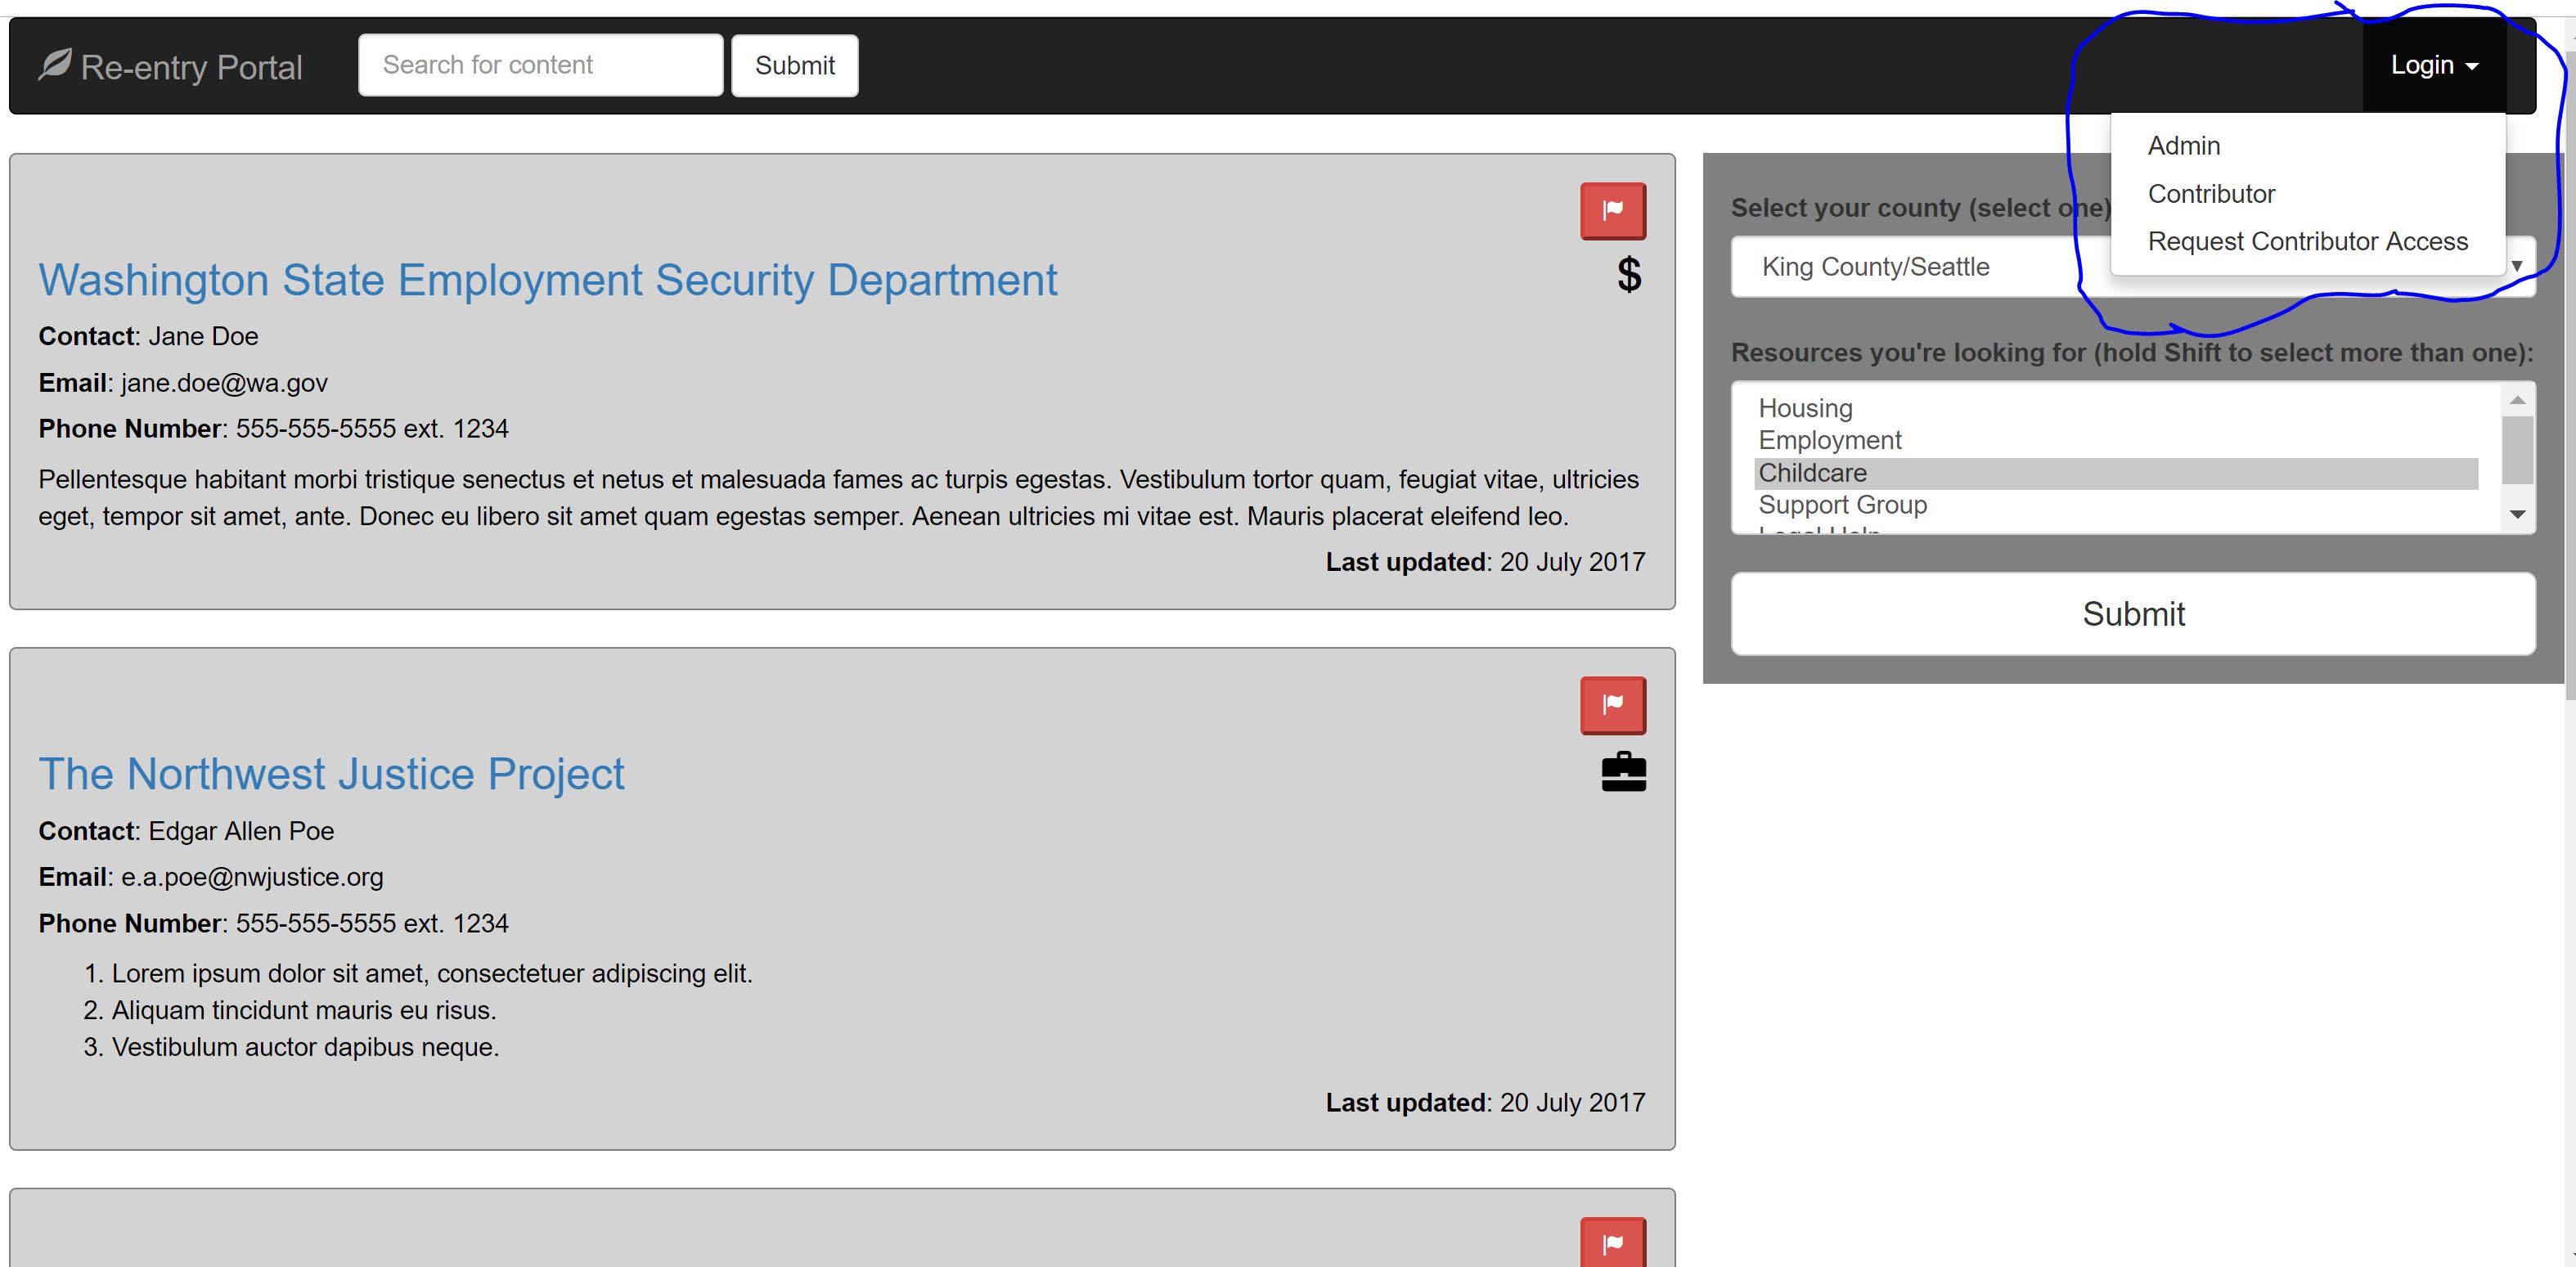 Re-entry Portal
Search for content
Submit
Login
Admin
Contributor
Request Contributor Access
Washington State Employment Security Department
$
Contact: Jane Doe
Email: jane.doe@wa.gov
Phone Number: 555-555-5555 ext. 1234
Pellentesque habitant morbi tristique senectus et netus et malesuada fames ac turpis egestas. Vestibulum tortor quam, feugiat vitae, ultricies
eget, tempor sit amet, ante. Donec eu libero sit amet quam egestas semper. Aenean ultricies mi vitae est. Mauris placerat eleifend leo.
Last updated: 20 July 2017
The Northwest Justice Project
Contact: Edgar Allen Poe
Email: e.a.poe@nwjustice.org
Phone Number: 555-555-5555 ext. 1234
1. Lorem ipsum dolor sit amet, consectetuer adipiscing elit.
2. Aliquam tincidunt mauris eu risus.
3. Vestibulum auctor dapibus neque.
Last updated: 20 July 2017
Select your county (select one)
King County/Seattle
Resources you're looking for (hold Shift to select more than one):
Housing
Employment
Childcare
Support Group
Legal Help
Submit